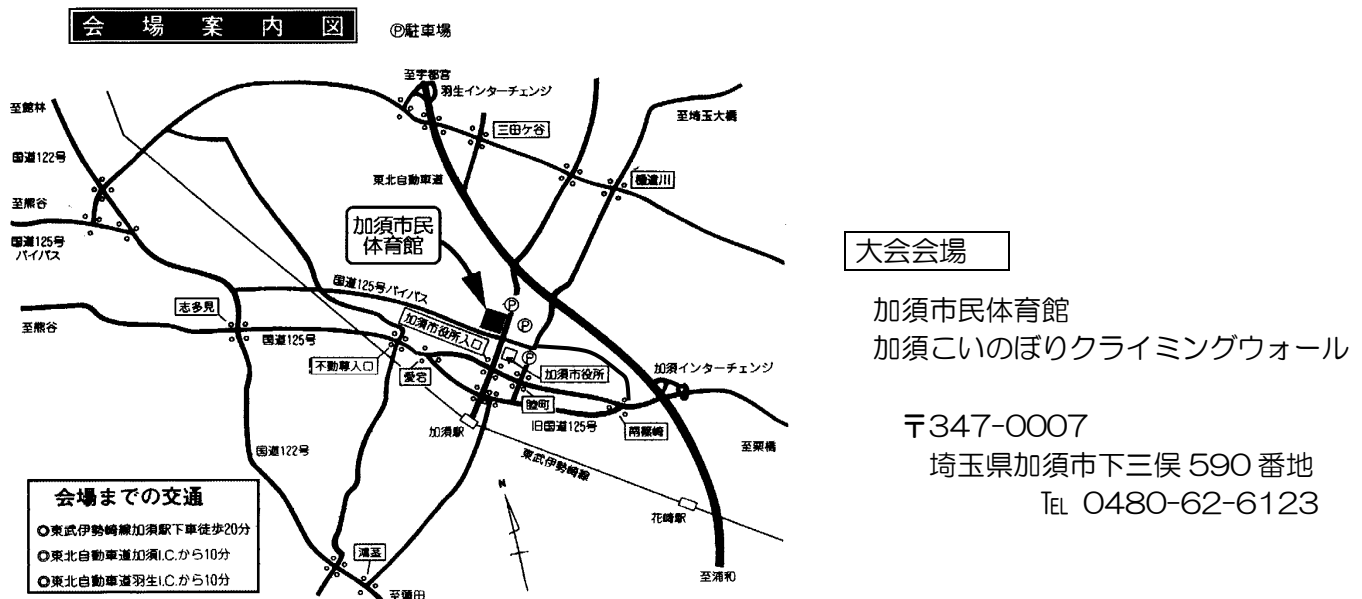 会場案内図
Ⓟ駐車場
至宇都宮
羽生インターチェンジ
至館林
三田ケ谷
至埼玉大橋
国道122号
東北自動車道
樋遣川
至熊谷
加須市民
体育館
国道125号
バイパス
国道125号バイパス
志多見
Ⓟ
Ⓟ
加須市役所入口
至熊谷
国道125号
Ⓟ
不動尊入口
愛宕
加須市役所
加須インターチェンジ
睦町
加須駅
旧国道125号
南篠崎
至栗橋
国道122号
東武伊勢崎線
N
花崎駅
会場までの交通
◎東武伊勢崎線加須駅下車徒歩20分
◎東北自動車道加須I.C.から10分
◎東北自動車道羽生I.C.から10分
鴻茎
至蓮田
至浦和
大会会場
加須市民体育館
加須こいのぼりクライミングウォール
〒347-0007
埼玉県加須市下三俣 590 番地
℡ 0480-62-6123